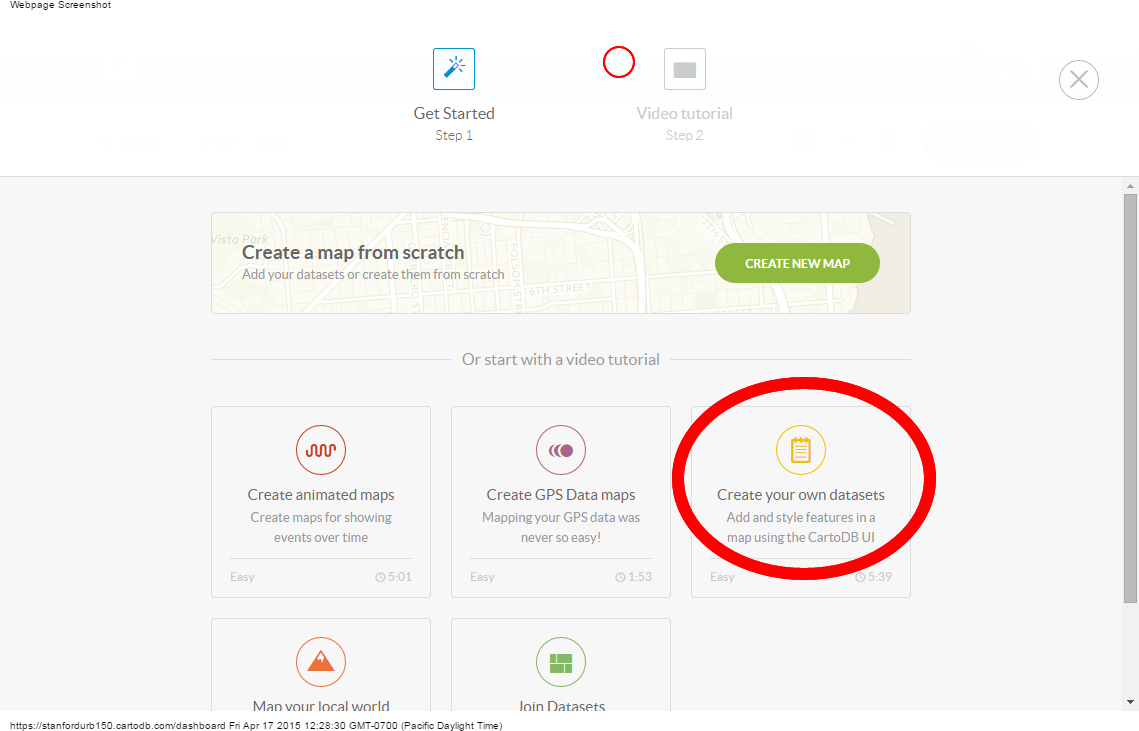 Webpage Screenshot
Get Started
Step 1
Video tutorial
Step 2
Vista Park
Create a map from scratch
Add your datasets or create them from scratch
CREATE NEW MAP
16TH STREET
Or start with a video tutorial
Create animated maps
Create maps for showing
events over time
Easy
5:01
Create GPS Data maps
Mapping your GPS data was
never so easy!
Easy
1:53
Create your own datasets
Add and style features in a
map using the CartoDB UI
Easy
5:39
Map your local world
Join Datasets
https://stanfordurb150.cartodb.com/dashboard Fri Apr 17 2015 12:28:30 GMT-0700 (Pacific Daylight Time)